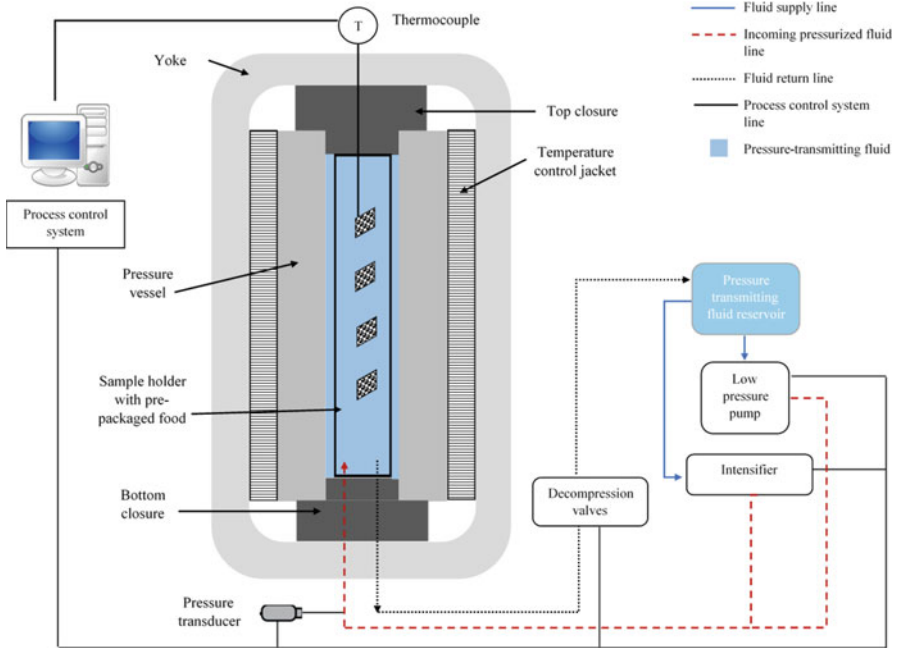 T
Thermocouple
Yoke
Top closure
Temperature
control jacket
Process control
system
Pressure
vessel
Sample holder
with pre-
packaged food
Bottom
closure
Pressure
transducer
Fluid supply line
Incoming pressurized fluid
line
Fluid return line
Process control system
line
Pressure-transmitting fluid
Pressure
transmitting
fluid reservoir
Low
pressure
pump
Intensifier
Decompression
valves